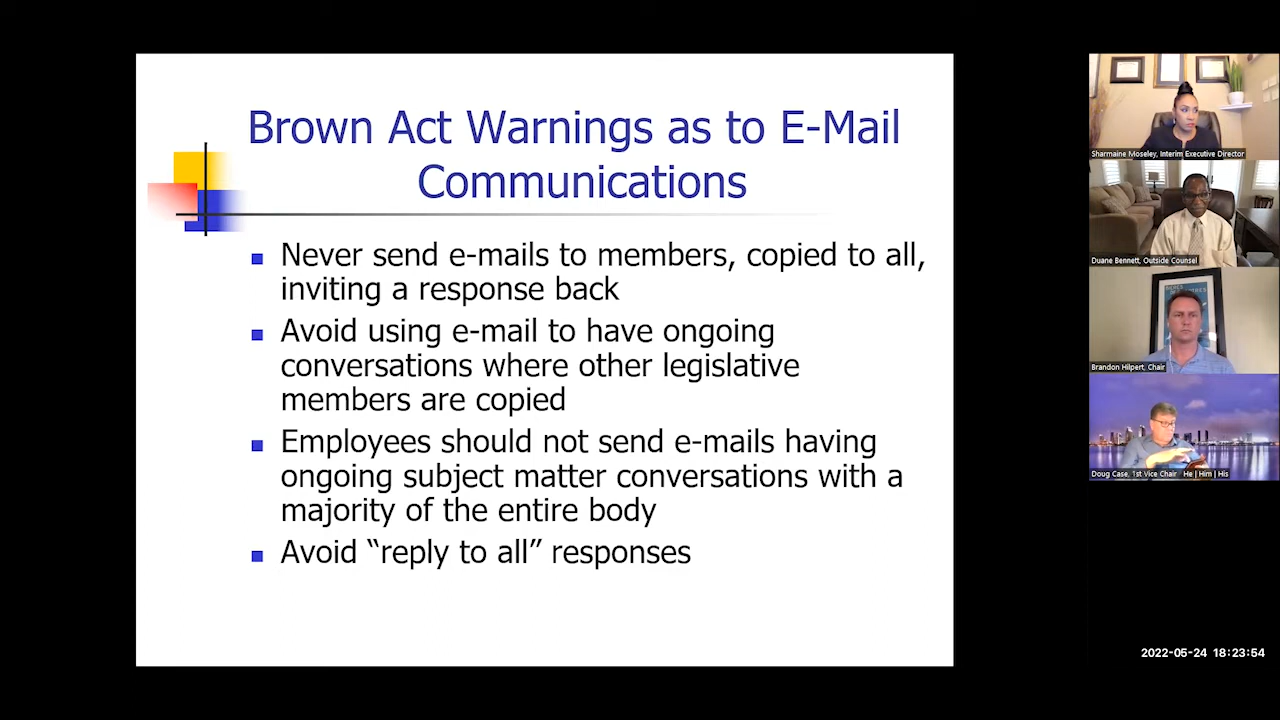 Brown Act Warnings as to E-Mail
Communications
Never send e-mails to members, copied to all,
inviting a response back
Avoid using e-mail to have ongoing
conversations where other legislative
members are copied
Employees should not send e-mails having
ongoing subject matter conversations with a
majority of the entire body
Avoid “reply to all” responses
Sharmaine Moseley, Interim Executive Director
Duane Bennett, Outside Counsel
Brandon Hilpert, Chair
Doug Case, 1st Vice Chair He | Him | His
2022-05-24 18:23:54